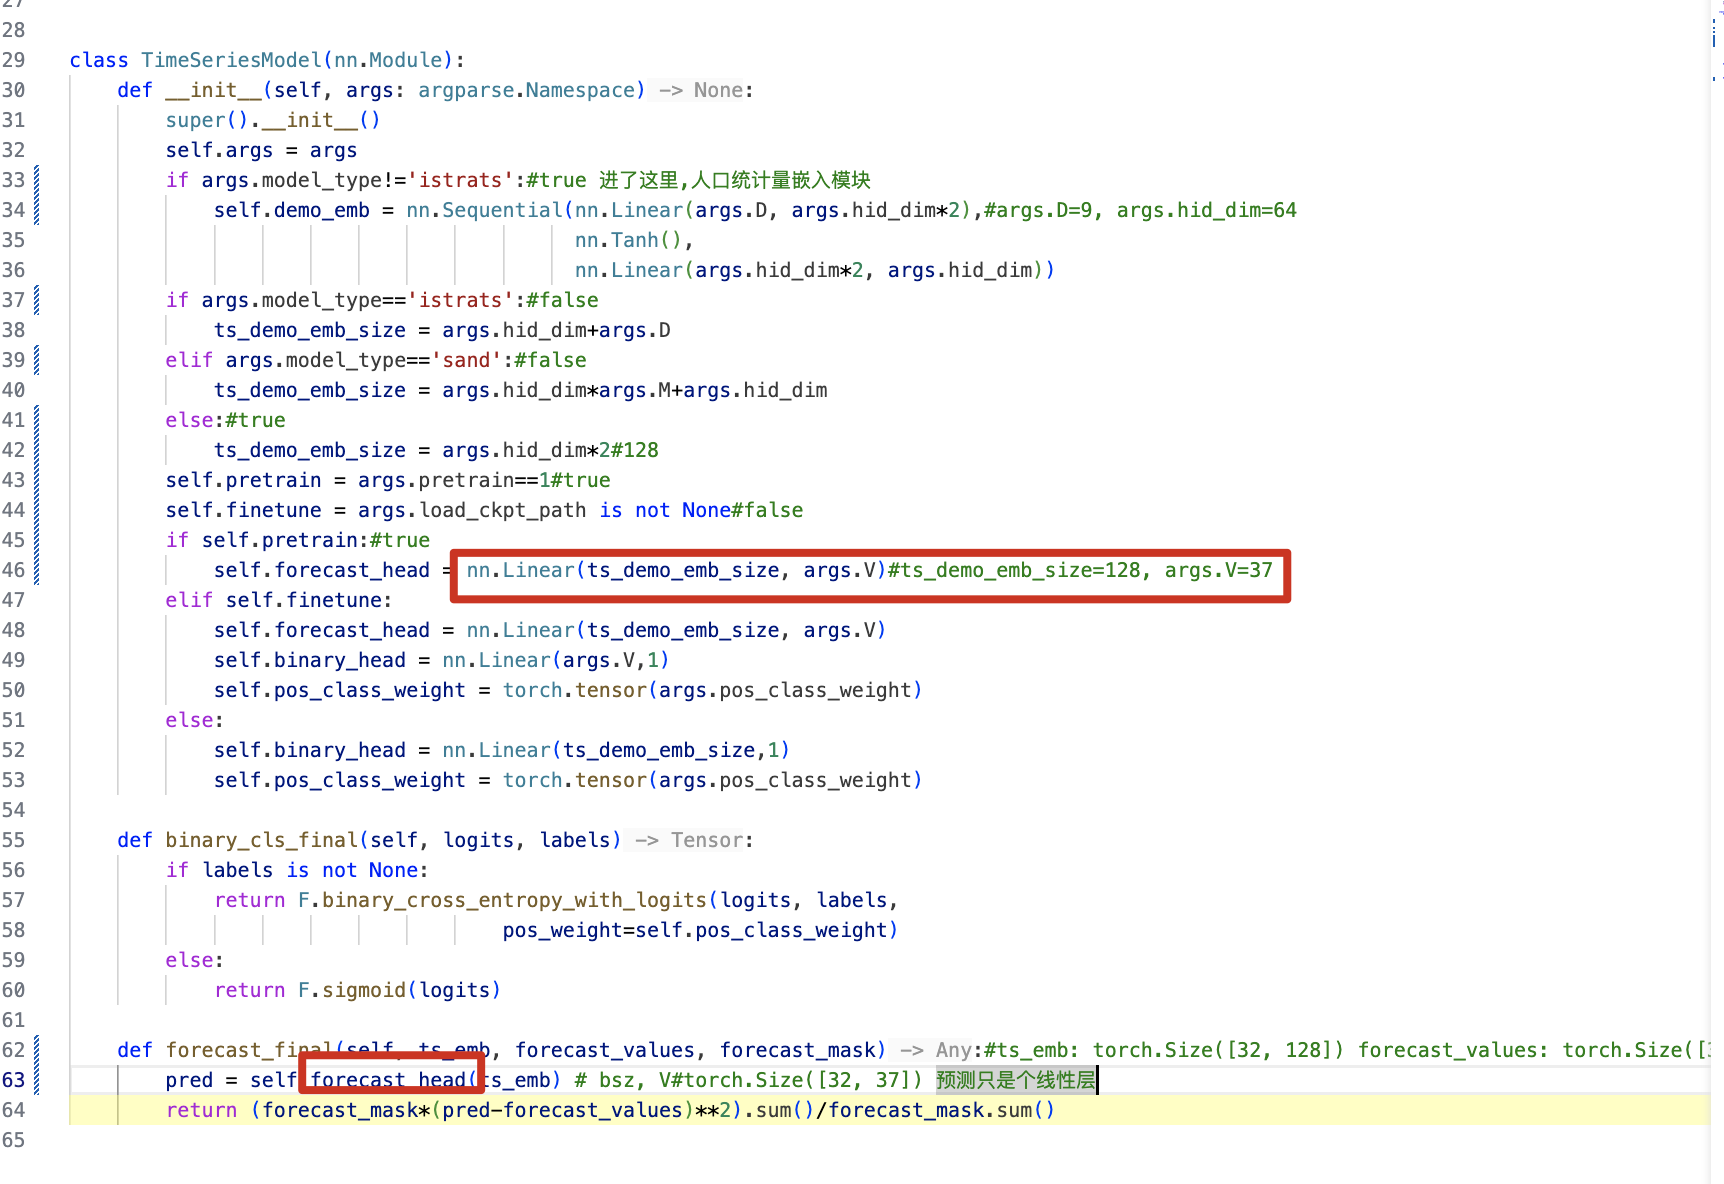 27
28
29 class TimeSeriesModel(nn.Module):
30 def __init__(self, args: argparse.Namespace) -> None:
31 super().__init__()
32 self.args = args
33 if args.model_type!='istrats':#true 进了这里,人口统计量嵌入模块
34 self.demo_emb = nn.Sequential(nn.Linear(args.D, args.hid_dim*2),#args.D=9, args.hid_dim=64
35 nn.Tanh(),
36 nn.Linear(args.hid_dim*2, args.hid_dim))
37 if args.model_type=='istrats':#false
38 ts_demo_emb_size = args.hid_dim+args.D
39 elif args.model_type=='sand':#false
40 ts_demo_emb_size = args.hid_dim*args.M+args.hid_dim
41 else:#true
42 ts_demo_emb_size = args.hid_dim*2#128
43 self.pretrain = args.pretrain==1#true
44 self.finetune = args.load_ckpt_path is not None#false
45 if self.pretrain:#true
46 self.forecast_head = nn.Linear(ts_demo_emb_size, args.V)#ts_demo_emb_size=128, args.V=37
47 elif self.finetune:
48 self.forecast_head = nn.Linear(ts_demo_emb_size, args.V)
49 self.binary_head = nn.Linear(args.V,1)
50 self.pos_class_weight = torch.tensor(args.pos_class_weight)
51 else:
52 self.binary_head = nn.Linear(ts_demo_emb_size,1)
53 self.pos_class_weight = torch.tensor(args.pos_class_weight)
54
55 def binary_cls_final(self, logits, labels) -> Tensor:
56 if labels is not None:
57 return F.binary_cross_entropy_with_logits(logits, labels,
58 pos_weight=self.pos_class_weight)
59 else:
60 return F.sigmoid(logits)
61
62 def forecast_final(self, ts_emb, forecast_values, forecast_mask) -> Any:#ts_emb: torch.Size([32, 128]) forecast_values: torch.Size([3
63 pred = self.forecast_head(ts_emb) # bsz, V#torch.Size([32, 37]) 预测只是个线性层
64 return (forecast_mask*(pred-forecast_values)**2).sum()/forecast_mask.sum()
65